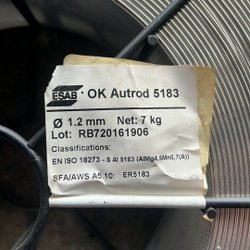 ESAB OK Autrod 5183
Ø 1.2 mm Net: 7 kg
Lot: RB720161906
Classifications:
EN ISO 18273 - S Al 5183 (AlMg4.5Mn0.7(A))
SFA/AWS A5.10: ER5183